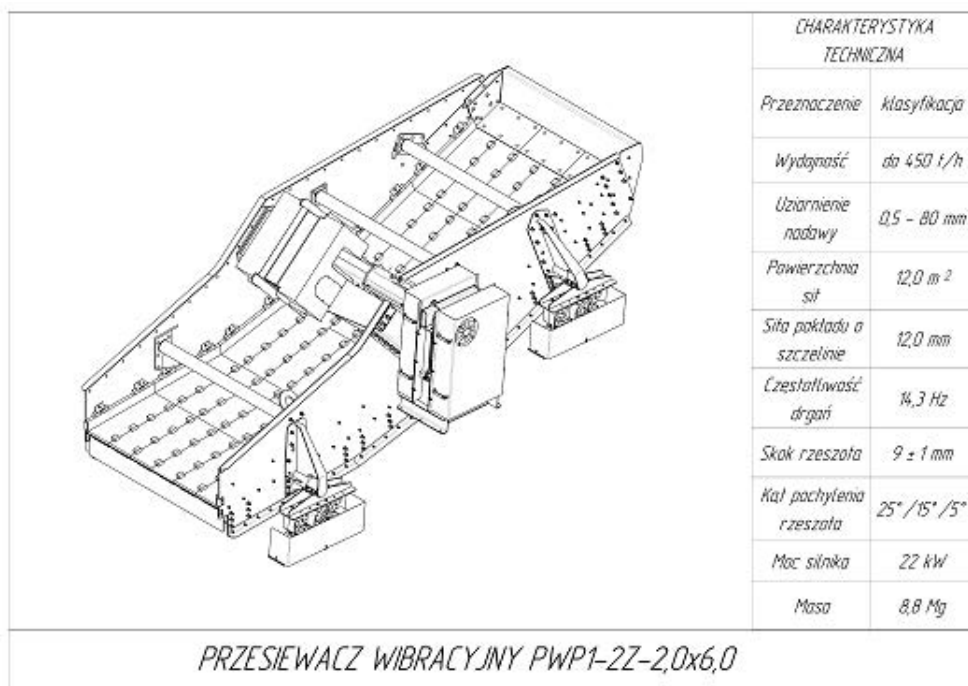 CHARAKTERYSTYKA
TECHNICZNA
Przeznaczenie klasyfikacja
Wydajność do 450 t/h
Uziarnienie
nadawy 0,5 - 80 mm
Powierzchnia
sit 12,0 m²
Sita pokładu o
szczelinie 12,0 mm
Częstotliwość
drgań 14,3 Hz
Skok rzeszota 9 ± 1 mm
Kąt pochylenia
rzeszota 25°/15°/5°
Moc silnika 22 kW
Masa 8,8 Mg
PRZESIEWACZ WIBRACYJNY PWP1-2Z-2,0x6,0